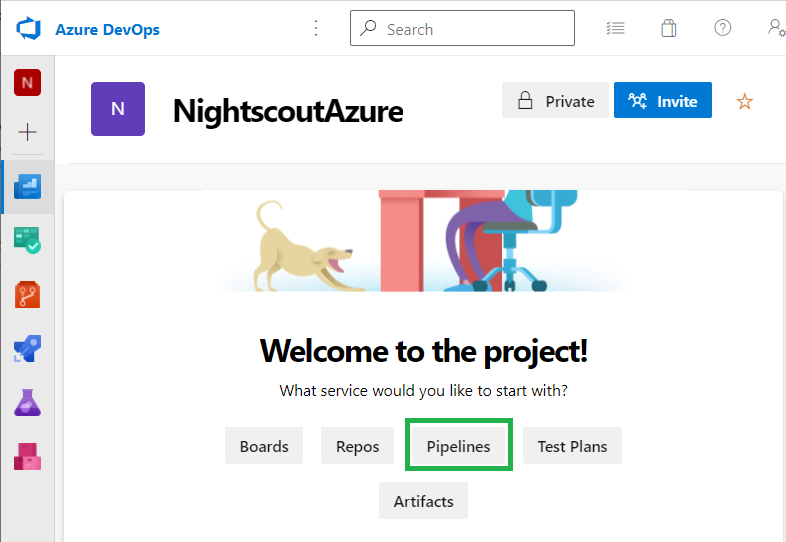 Azure DevOps
Search
N
N
NightscoutAzure
Private
Invite
Welcome to the project!
What service would you like to start with?
Boards
Repos
Pipelines
Test Plans
Artifacts